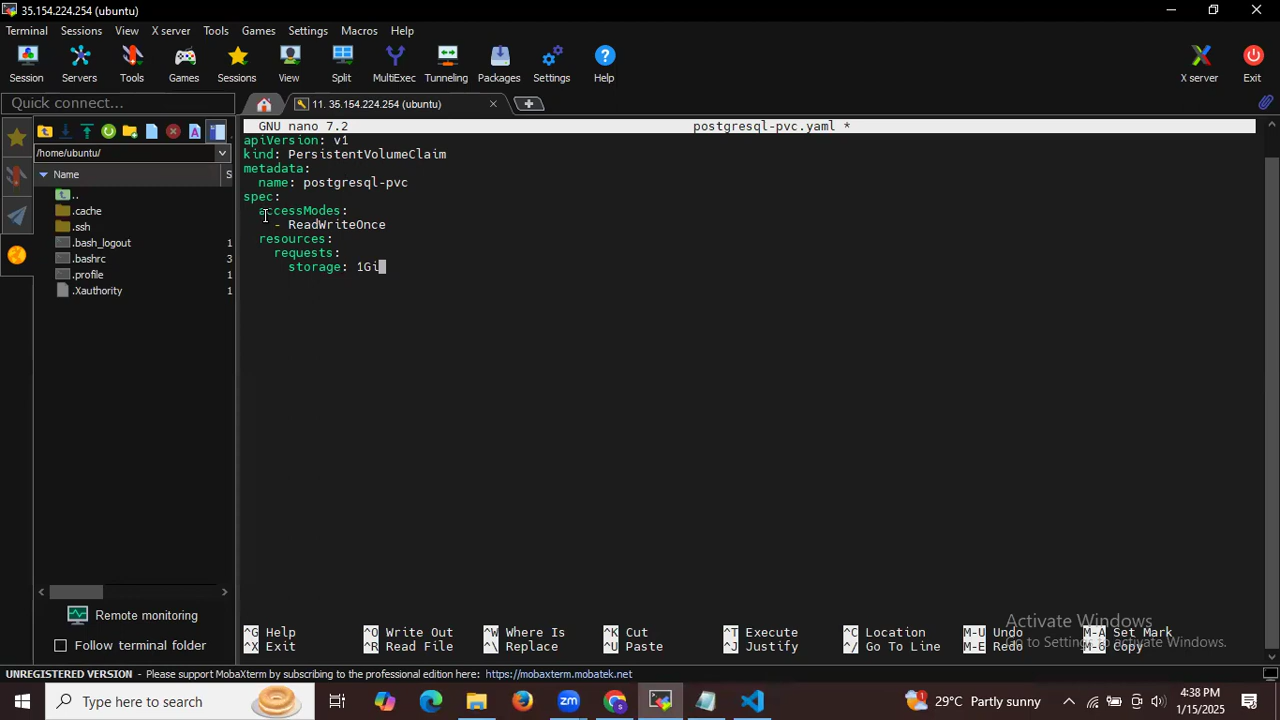 35.154.224.254 (ubuntu)
Terminal Sessions View X server Tools Games Settings Macros Help
Session Servers Tools Games Sessions View Split MultiExec Tunneling Packages Settings Help X server Exit
Quick connect...
11. 35.154.224.254 (ubuntu)
/home/ubuntu/
Name S
..
.cache
.ssh
.bash_logout 1
.bashrc 3
.profile 1
.Xauthority 1
Remote monitoring
Follow terminal folder
GNU nano 7.2 postgresql-pvc.yaml *
apiVersion: v1
kind: PersistentVolumeClaim
metadata:
  name: postgresql-pvc
spec:
  accessModes:
    - ReadWriteOnce
  resources:
    requests:
      storage: 1Gi
^G Help ^O Write Out ^W Where Is ^K Cut ^T Execute ^C Location M-U Undo M-A Set Mark
^X Exit ^R Read File ^\ Replace ^U Paste ^J Justify ^/ Go To Line M-E Redo M-6 Copy
Activate Windows
Go to Settings to activate Windows.
UNREGISTERED VERSION - Please support MobaXterm by subscribing to the professional edition here: https://mobaxterm.mobatek.net
Type here to search
zm
29°C Partly sunny
4:38 PM
1/15/2025